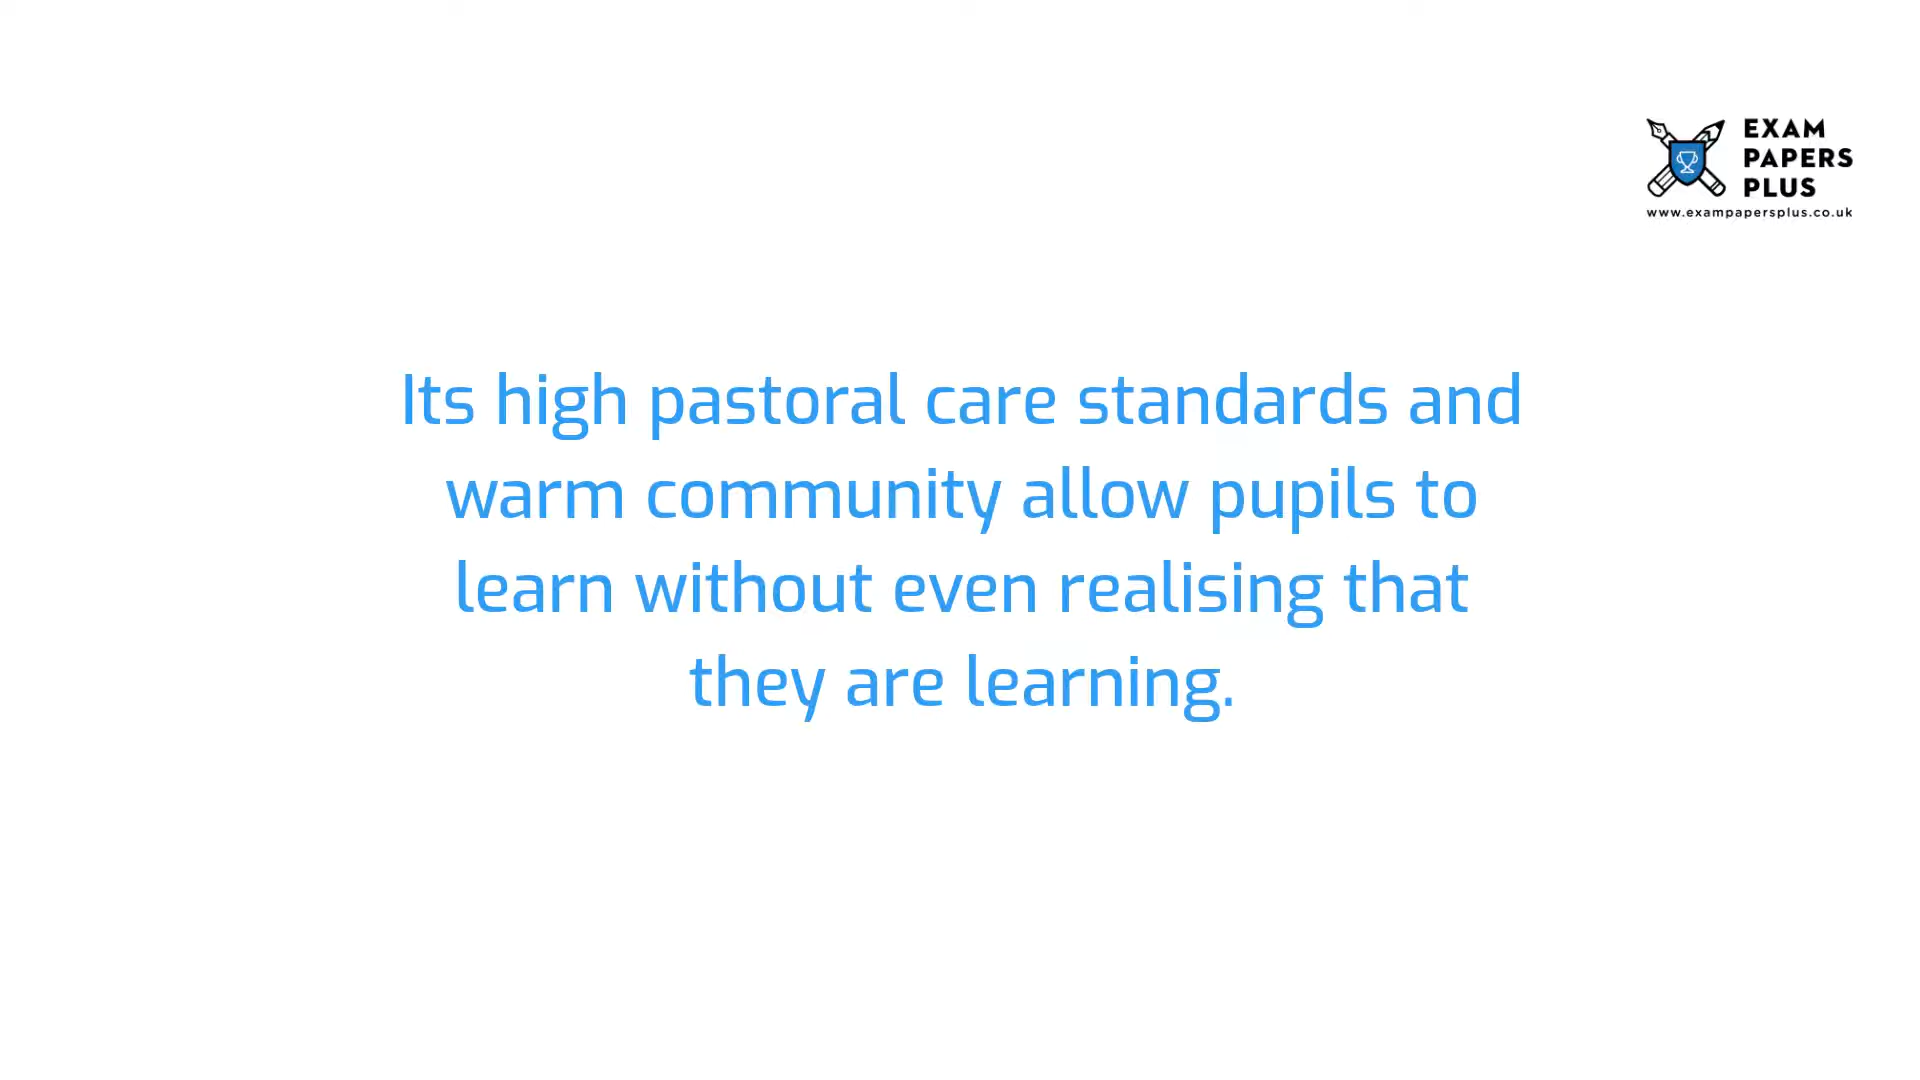 EXAM
PAPERS
PLUS
www.exampapersplus.co.uk
Its high pastoral care standards and
warm community allow pupils to
learn without even realising that
they are learning.